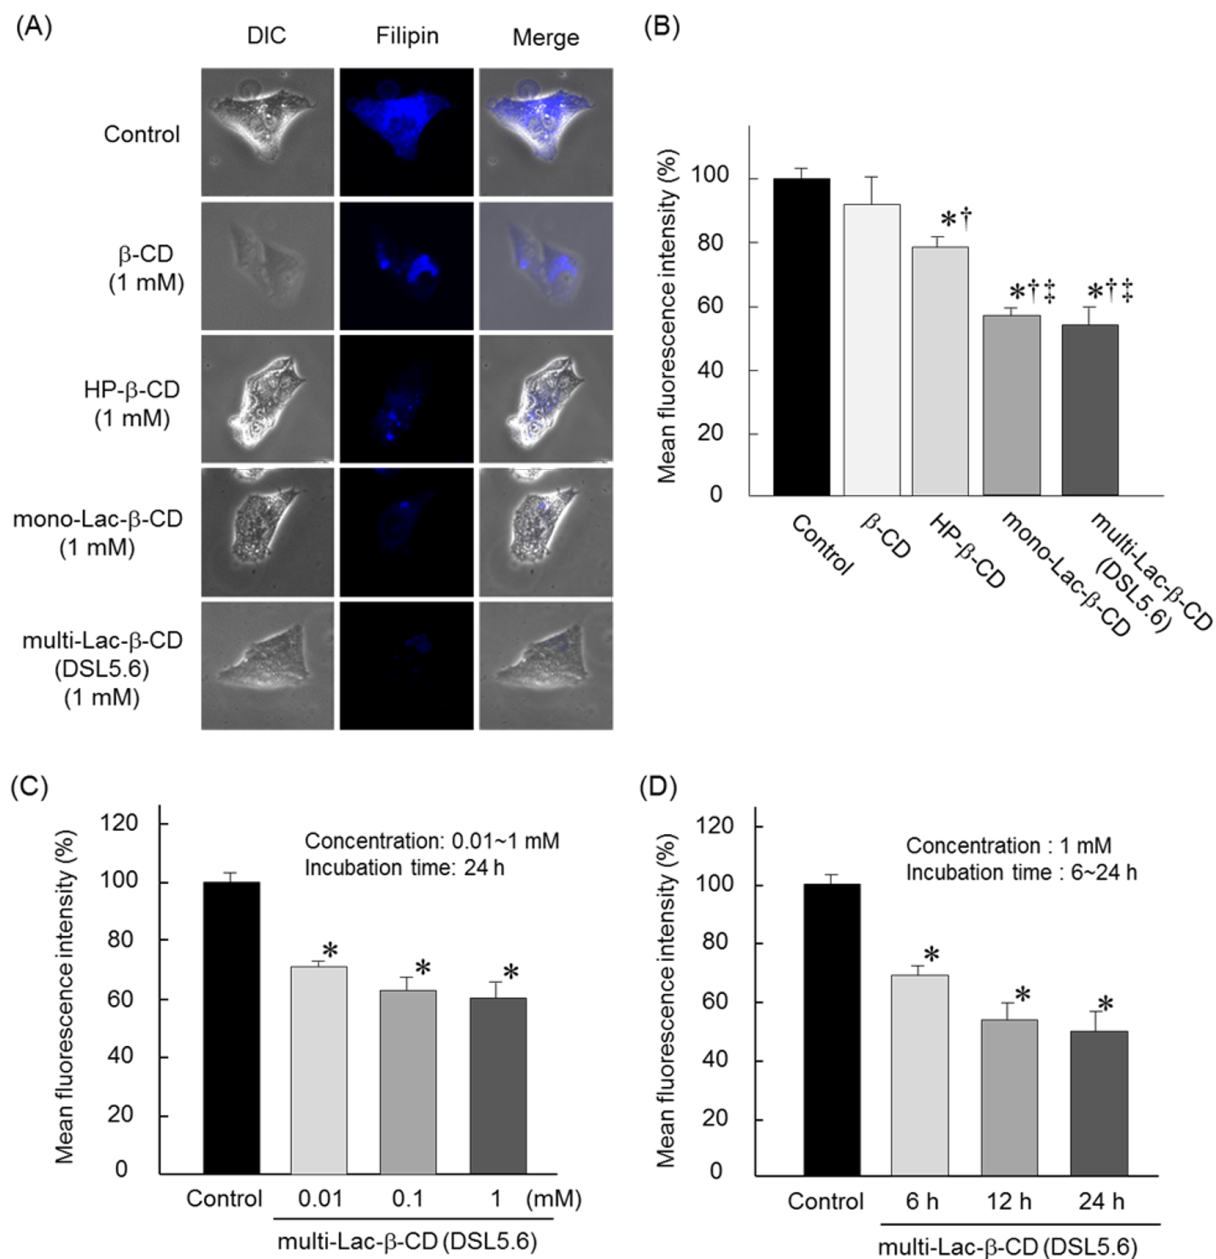 (A)
DIC
Filipin
Merge
Control
β-CD
(1 mM)
HP-β-CD
(1 mM)
mono-Lac-β-CD
(1 mM)
multi-Lac-β-CD
(DSL5.6)
(1 mM)
(B)
Mean fluorescence intensity (%)
100
80
60
40
20
0
*†
*†‡
*†‡
Control
β-CD
HP-β-CD
mono-Lac-β-CD
multi-Lac-β-CD
(DSL5.6)
(C)
Mean fluorescence intensity (%)
120
100
80
60
40
20
0
Concentration: 0.01~1 mM
Incubation time: 24 h
*
*
*
Control
0.01
0.1
1
(mM)
multi-Lac-β-CD (DSL5.6)
(D)
Mean fluorescence intensity (%)
120
100
80
60
40
20
0
Concentration : 1 mM
Incubation time : 6~24 h
*
*
*
Control
6 h
12 h
24 h
multi-Lac-β-CD (DSL5.6)